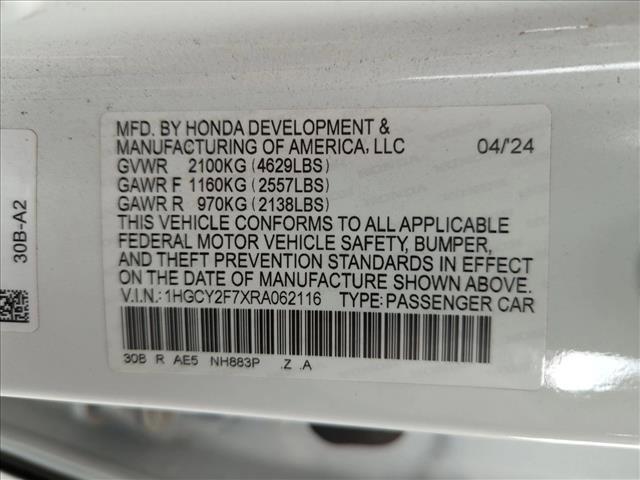 MFD. BY HONDA DEVELOPMENT &
MANUFACTURING OF AMERICA, LLC 04/'24
GVWR 2100KG (4629LBS)
GAWR F 1160KG (2557LBS)
GAWR R 970KG (2138LBS)
THIS VEHICLE CONFORMS TO ALL APPLICABLE
FEDERAL MOTOR VEHICLE SAFETY, BUMPER,
AND THEFT PREVENTION STANDARDS IN EFFECT
ON THE DATE OF MANUFACTURE SHOWN ABOVE.
V.I.N.: 1HGCY2F7XRA062116 TYPE: PASSENGER CAR
30B R AE5 NH883P .Z .A
30B-A2